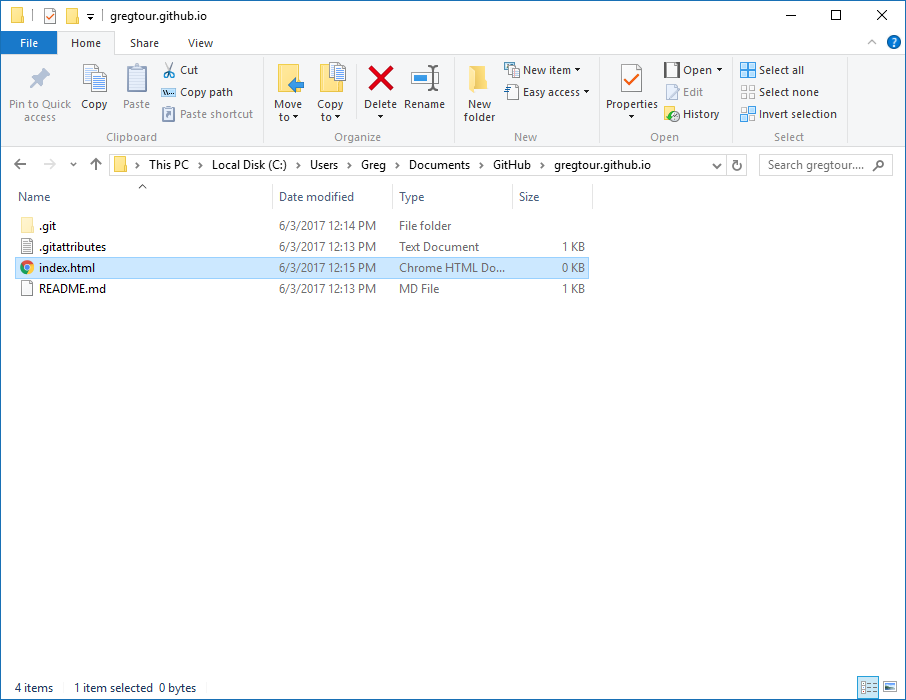 gregtour.github.io
File Home Share View
Pin to Quick access
Copy
Paste
Cut
Copy path
Paste shortcut
Clipboard
Move to
Copy to
Delete
Rename
Organize
New folder
New item
Easy access
New
Properties
Open
Edit
History
Open
Select all
Select none
Invert selection
Select
This PC > Local Disk (C:) > Users > Greg > Documents > GitHub > gregtour.github.io
Search gregtour....
Name Date modified Type Size
.git 6/3/2017 12:14 PM File folder
.gitattributes 6/3/2017 12:13 PM Text Document 1 KB
index.html 6/3/2017 12:15 PM Chrome HTML Do... 0 KB
README.md 6/3/2017 12:13 PM MD File 1 KB
4 items 1 item selected 0 bytes